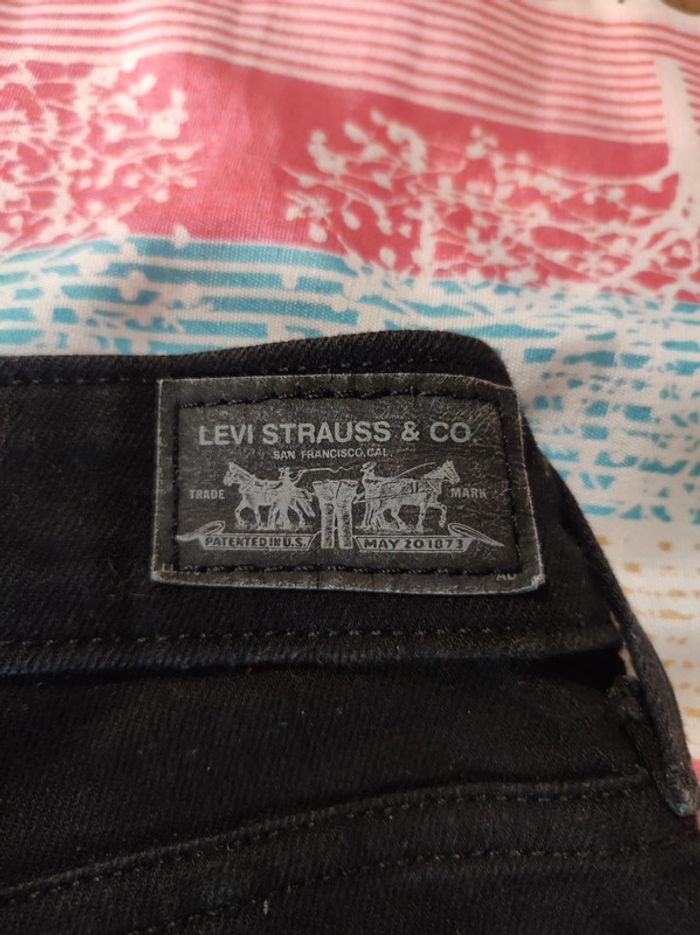 LEVI STRAUSS & CO.
SAN FRANCISCO, CAL.
TRADE MARK
PATENTED IN U.S. MAY 20 1873